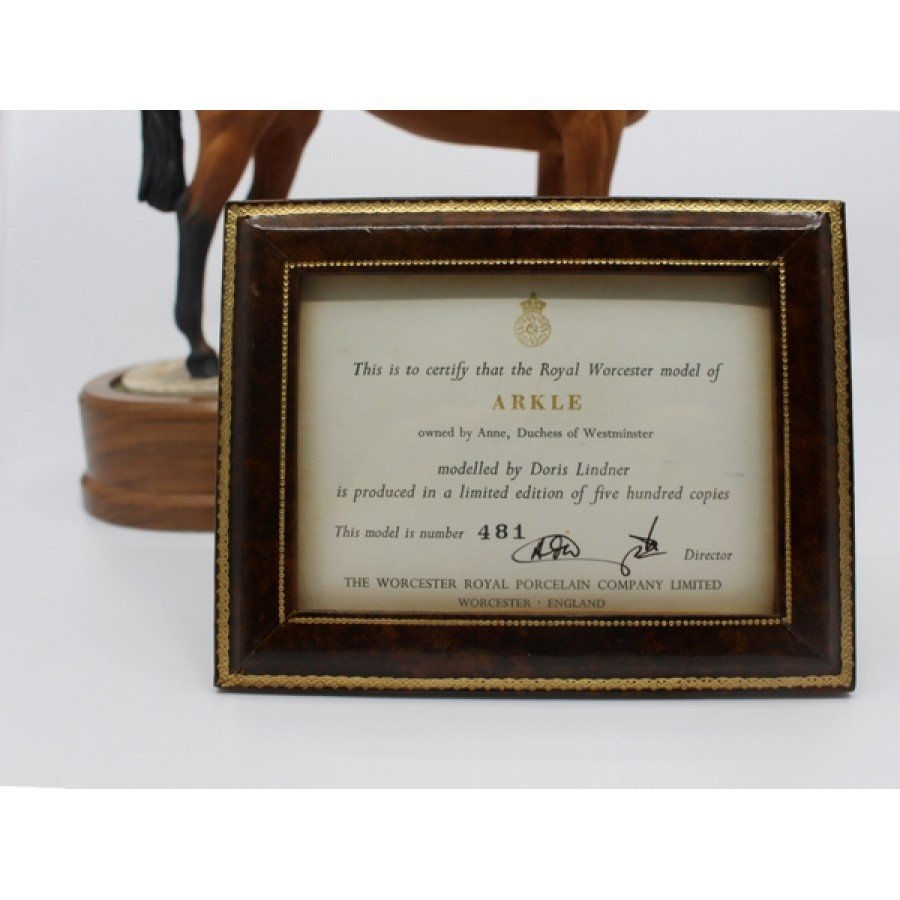 This is to certify that the Royal Worcester model of
ARKLE
owned by Anne, Duchess of Westminster
modelled by Doris Lindner
is produced in a limited edition of five hundred copies
This model is number 481
Director
THE WORCESTER ROYAL PORCELAIN COMPANY LIMITED
WORCESTER · ENGLAND